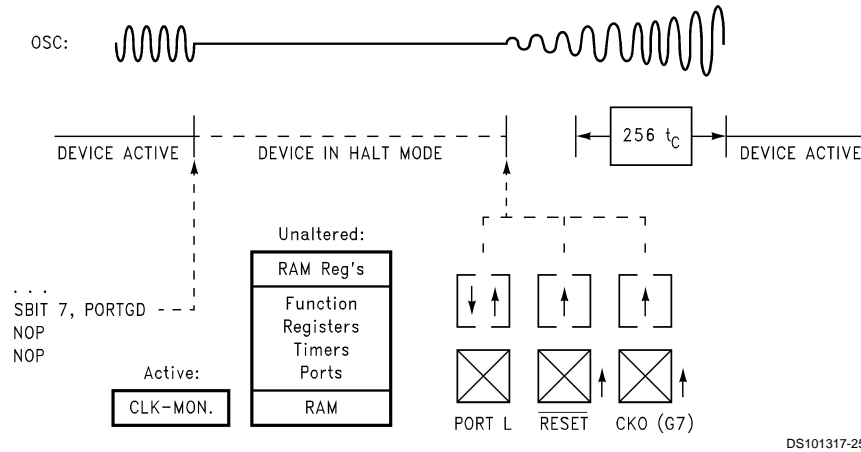 OSC:
256 tC
DEVICE ACTIVE
DEVICE IN HALT MODE
DEVICE ACTIVE
. . .
SBIT 7, PORTGD
NOP
NOP
Active:
CLK-MON.
Unaltered:
RAM Reg's
Function
Registers
Timers
Ports
RAM
PORT L
RESET
CKO (G7)
DS101317-25